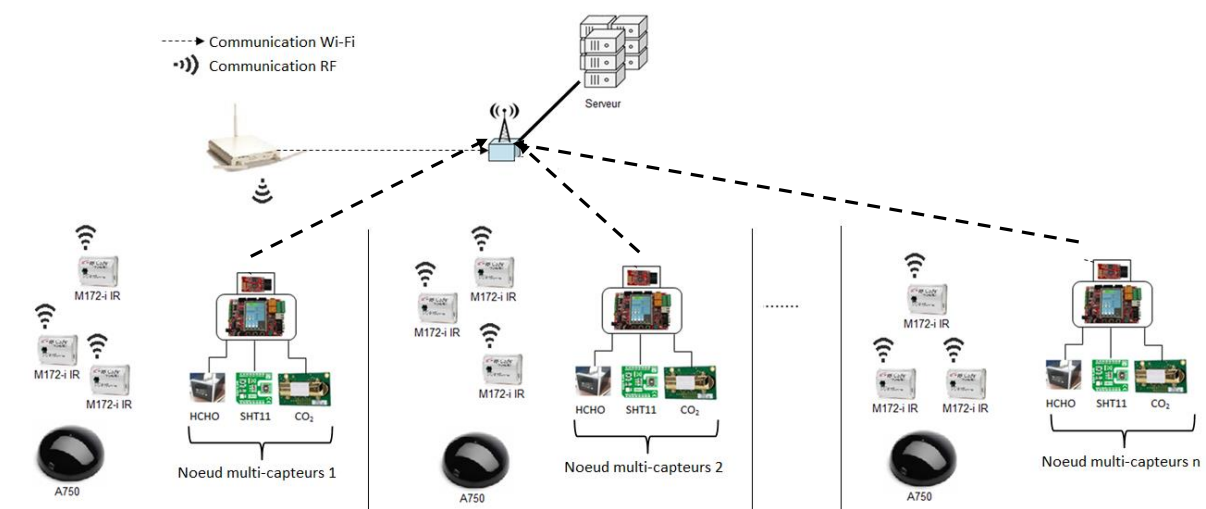 Communication Wi-Fi
Communication RF
Serveur
M172-i IR
M172-i IR
M172-i IR
HCHO
SHT11
CO₂
Noeud multi-capteurs 1
A750
M172-i IR
M172-i IR
M172-i IR
HCHO
SHT11
CO₂
Noeud multi-capteurs 2
A750
.......
M172-i IR
M172-i IR
M172-i IR
HCHO
SHT11
CO₂
Noeud multi-capteurs n
A750